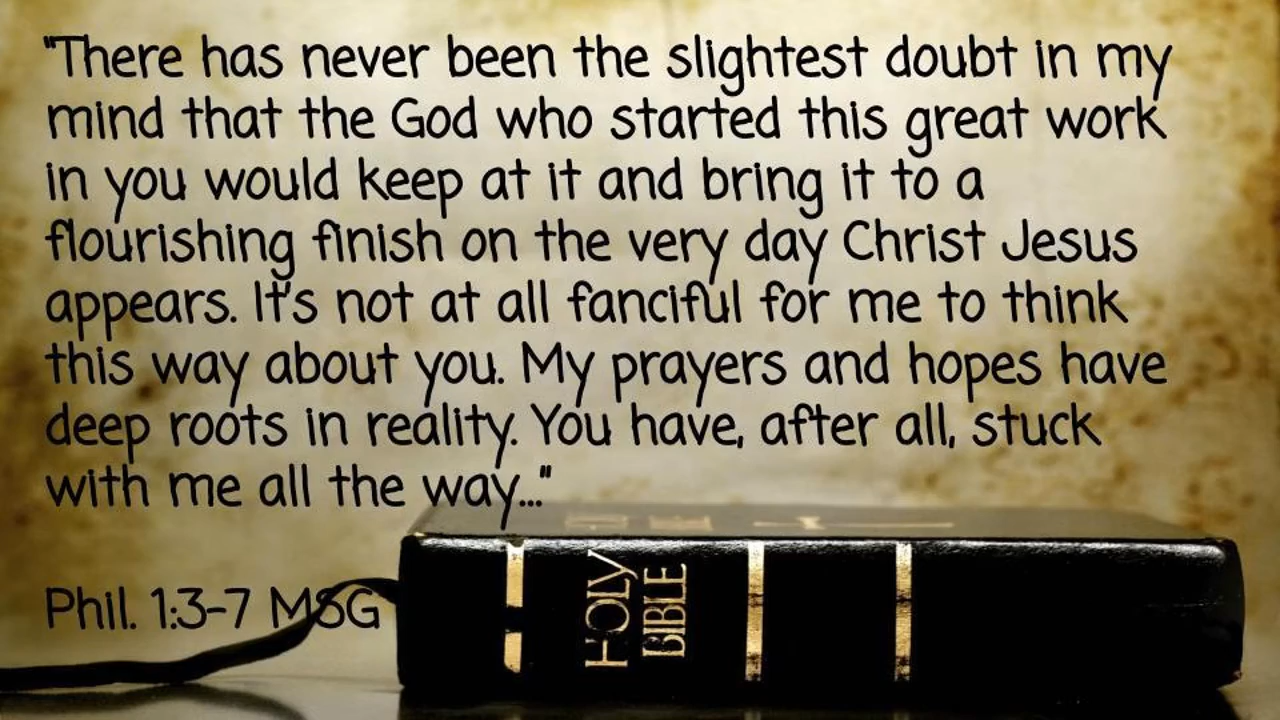 "There has never been the slightest doubt in my
mind that the God who started this great work
in you would keep at it and bring it to a
flourishing finish on the very day Christ Jesus
appears. It's not at all fanciful for me to think
this way about you. My prayers and hopes have
deep roots in reality. You have, after all, stuck
with me all the way..."
Phil. 1:3-7 MSG
HOLY
BIBLE